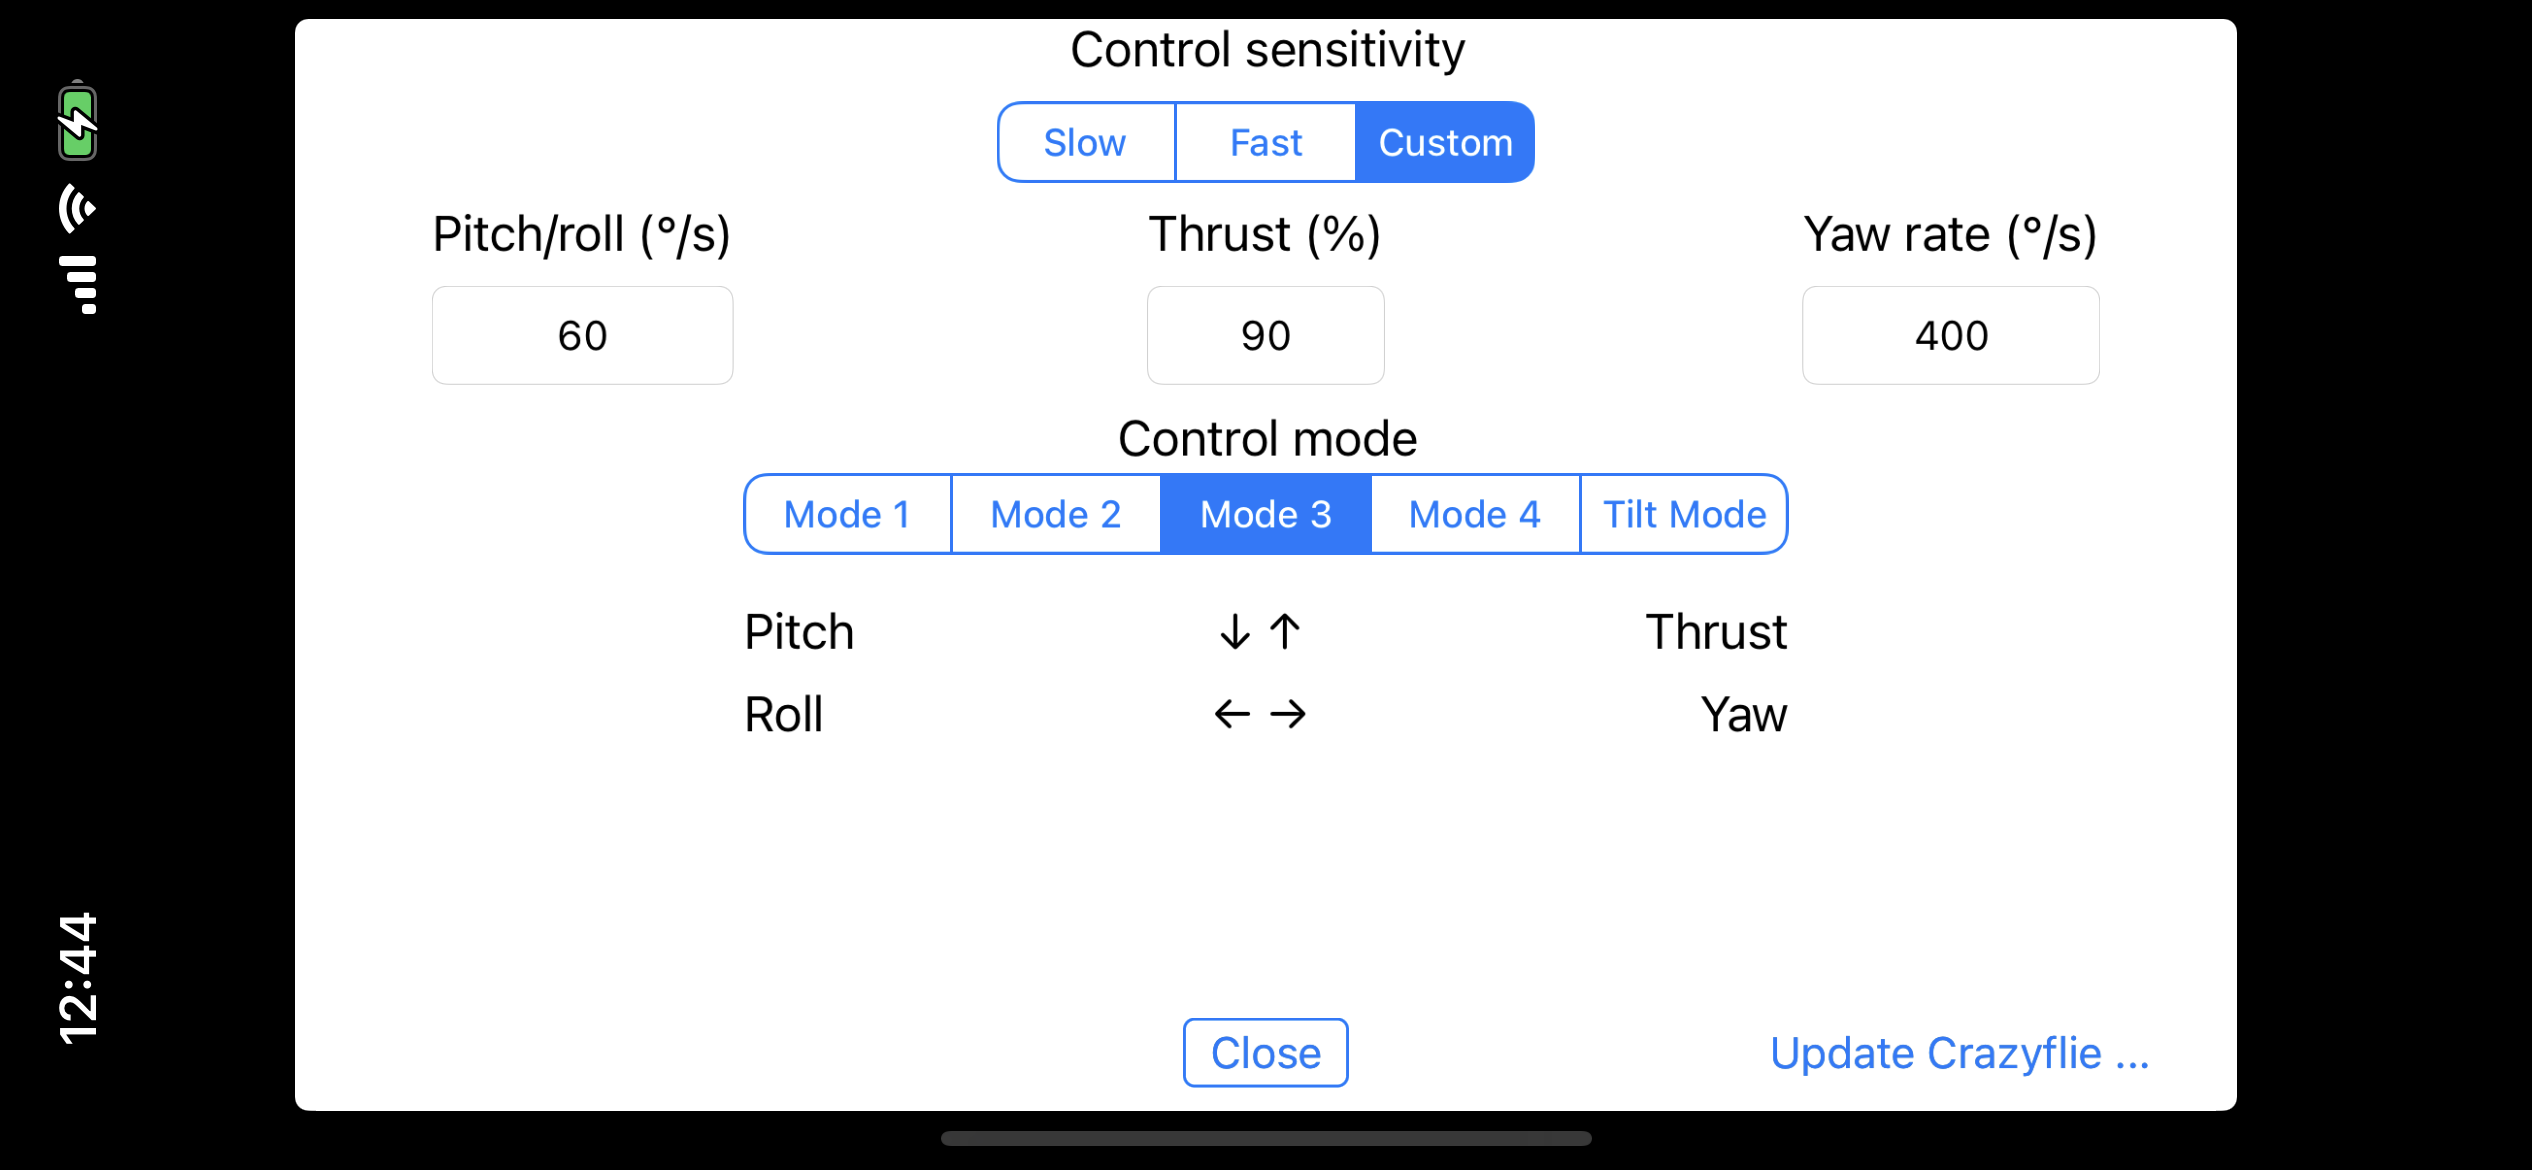 12:44
Control sensitivity
Slow Fast Custom
Pitch/roll (°/s) Thrust (%) Yaw rate (°/s)
60 90 400
Control mode
Mode 1 Mode 2 Mode 3 Mode 4 Tilt Mode
Pitch ↓ ↑ Thrust
Roll ← → Yaw
Close Update Crazyflie ...